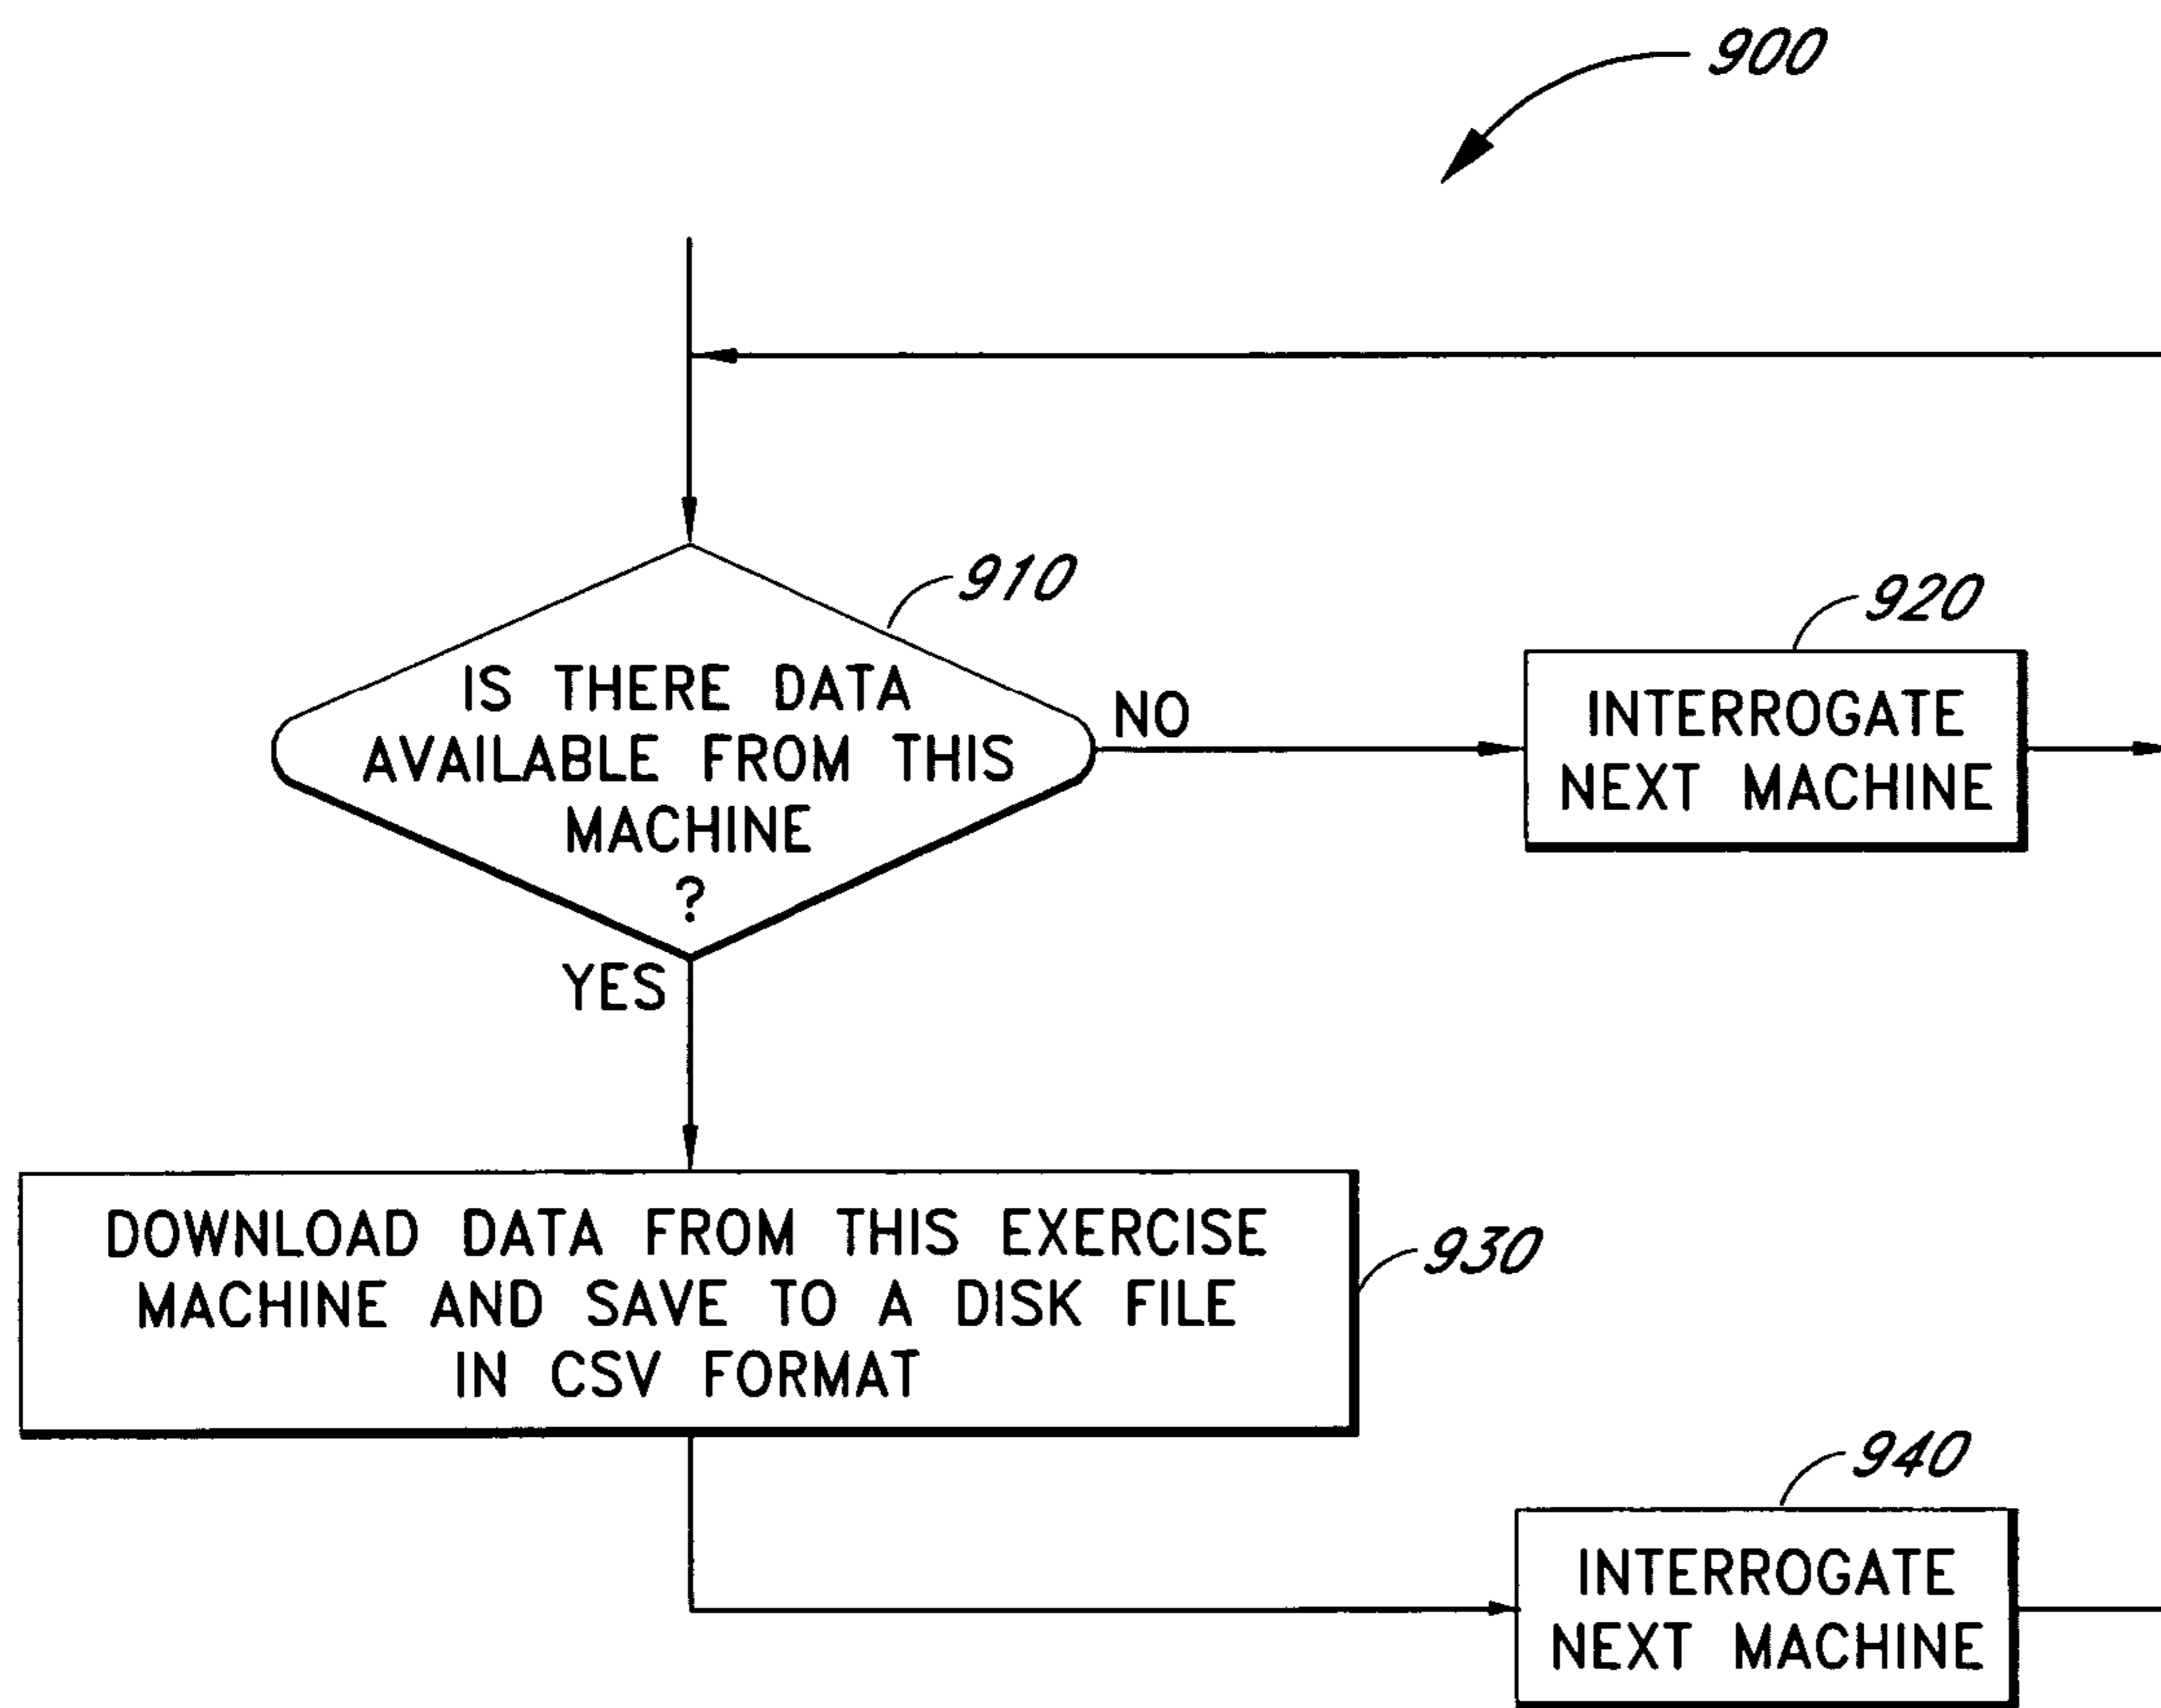 900
910
IS THERE DATA
AVAILABLE FROM THIS
MACHINE
?
NO
920
INTERROGATE
NEXT MACHINE
YES
DOWNLOAD DATA FROM THIS EXERCISE
MACHINE AND SAVE TO A DISK FILE
IN CSV FORMAT
930
940
INTERROGATE
NEXT MACHINE